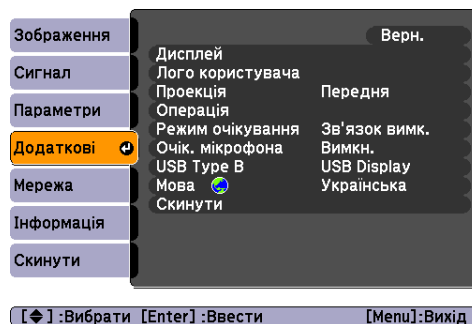 Зображення
Сигнал
Параметри
Додаткові
Мережа
Інформація
Скинути
Верн.
Дисплей
Лого користувача
Проекція Передня
Операція
Режим очікування Зв'язок вимк.
Очік. мікрофона Вимкн.
USB Type B USB Display
Мова Українська
Скинути
[ ] :Вибрати [Enter] :Ввести [Menu]:Вихід